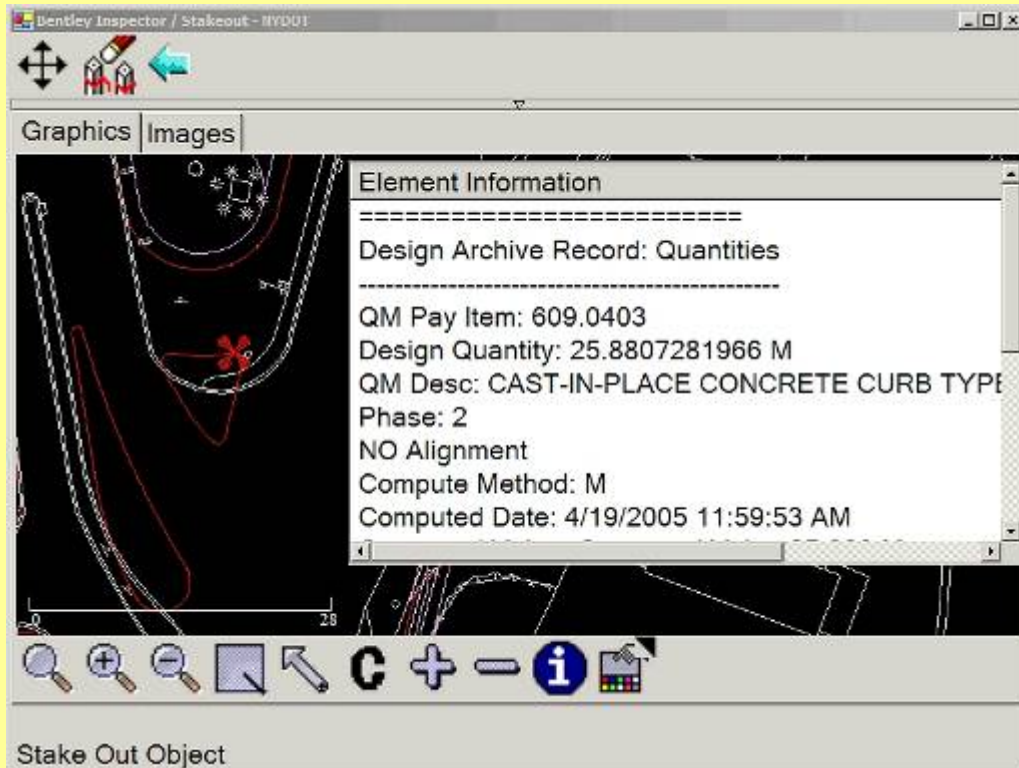 Bentley Inspector / Stakeout - NYDOT
Graphics Images
Element Information
=========================
Design Archive Record: Quantities
----------------------------------------------
QM Pay Item: 609.0403
Design Quantity: 25.8807281966 M
QM Desc: CAST-IN-PLACE CONCRETE CURB TYPE
Phase: 2
NO Alignment
Compute Method: M
Computed Date: 4/19/2005 11:59:53 AM
0 28
C i
Stake Out Object